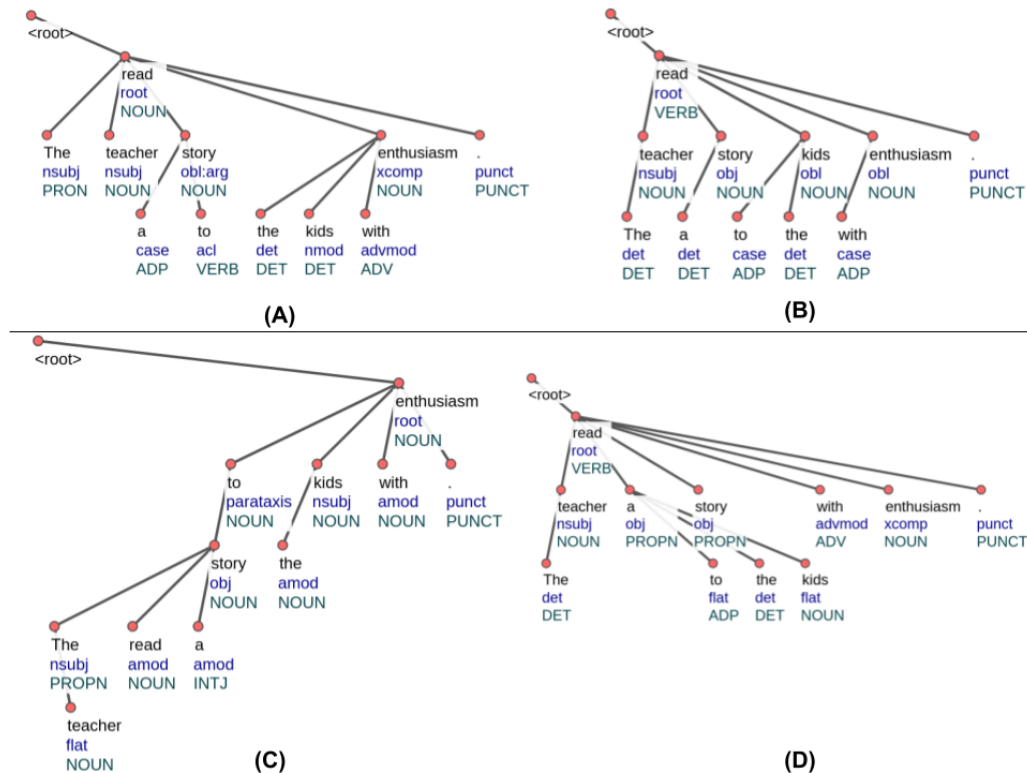 <root>
read
root
NOUN
The
nsubj
PRON
teacher
nsubj
NOUN
story
obl:arg
NOUN
enthusiasm
xcomp
NOUN
.
punct
PUNCT
a
case
ADP
to
acl
VERB
the
det
DET
kids
nmod
DET
with
advmod
ADV
(A)
<root>
read
root
VERB
teacher
nsubj
NOUN
story
obj
NOUN
kids
obl
NOUN
enthusiasm
obl
NOUN
.
punct
PUNCT
The
det
DET
a
det
DET
to
case
ADP
the
det
DET
with
case
ADP
(B)
<root>
enthusiasm
root
NOUN
to
parataxis
NOUN
kids
nsubj
NOUN
with
amod
NOUN
.
punct
PUNCT
story
obj
NOUN
the
amod
NOUN
The
nsubj
PROPN
read
amod
NOUN
a
amod
INTJ
teacher
flat
NOUN
(C)
<root>
read
root
VERB
teacher
nsubj
NOUN
a
obj
PROPN
story
obj
PROPN
with
advmod
ADV
enthusiasm
xcomp
NOUN
.
punct
PUNCT
The
det
DET
to
flat
ADP
the
det
DET
kids
flat
NOUN
(D)